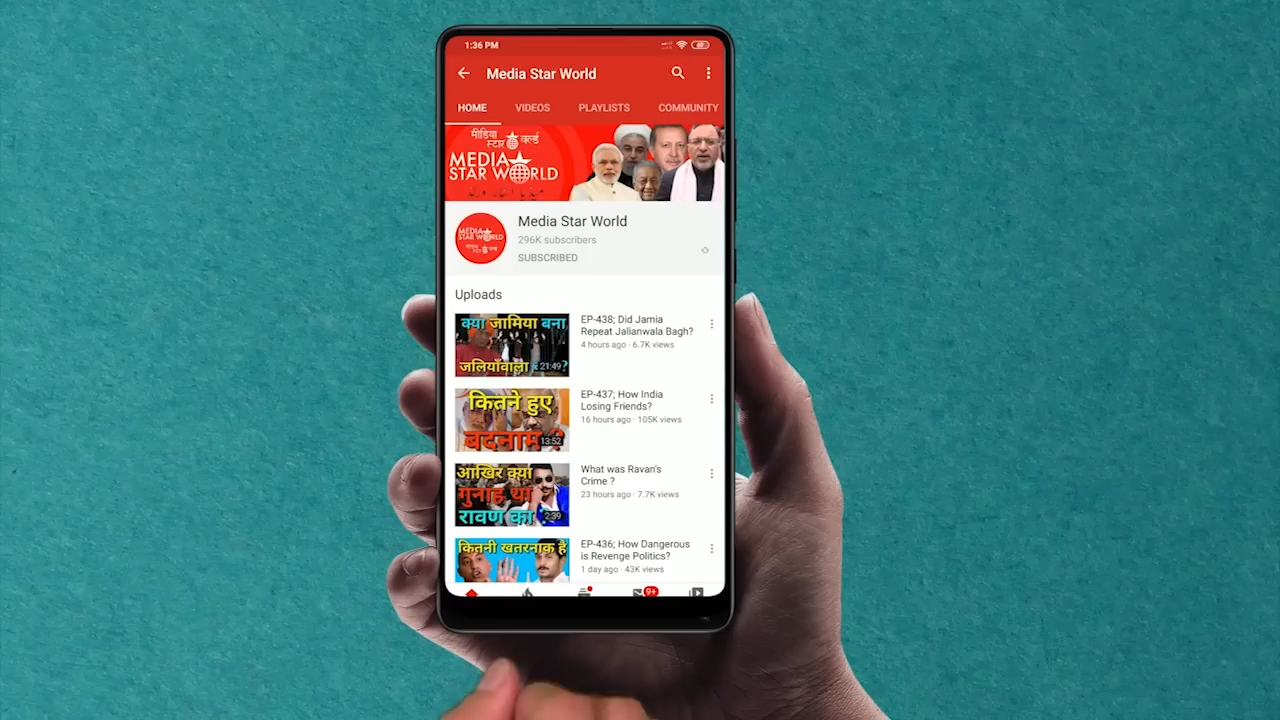 1:36 PM
Media Star World
HOME VIDEOS PLAYLISTS COMMUNITY
मीडिया
स्टार वर्ल्ड
MEDIA
STAR WORLD
MEDIA
STAR WORLD
Media Star World
296K subscribers
SUBSCRIBED
Uploads
क्या जामिया बना
जलियाँवाला ?
21:49
EP-438; Did Jamia
Repeat Jalianwala Bagh?
4 hours ago · 6.7K views
कितने हुए
बदनाम ?
13:52
EP-437; How India
Losing Friends?
16 hours ago · 105K views
आखिर क्या
गुनाह था
रावण का
2:39
What was Ravan's
Crime ?
23 hours ago · 7.7K views
कितनी खतरनाक है
EP-436; How Dangerous
is Revenge Politics?
1 day ago · 43K views
9+